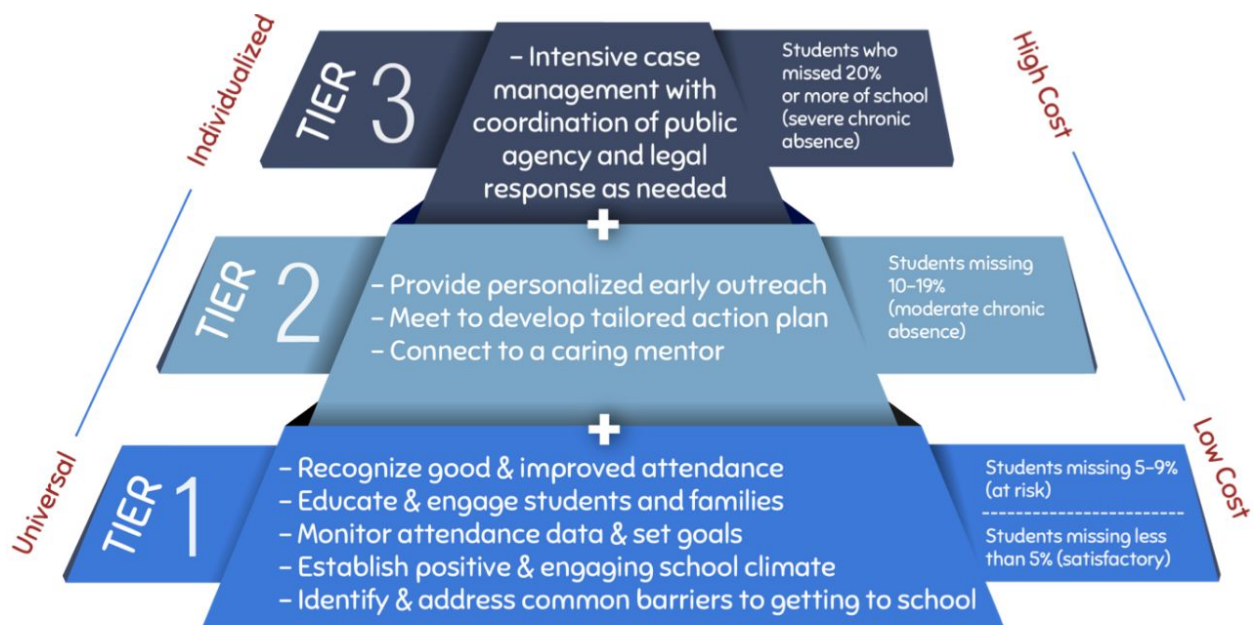 Individualized
High Cost
TIER 3
– Intensive case
management with
coordination of public
agency and legal
response as needed
Students who
missed 20%
or more of school
(severe chronic
absence)
+
TIER 2
– Provide personalized early outreach
– Meet to develop tailored action plan
– Connect to a caring mentor
Students missing
10–19%
(moderate chronic
absence)
+
Universal
Low Cost
TIER 1
– Recognize good & improved attendance
– Educate & engage students and families
– Monitor attendance data & set goals
– Establish positive & engaging school climate
– Identify & address common barriers to getting to school
Students missing 5–9%
(at risk)
Students missing less
than 5% (satisfactory)